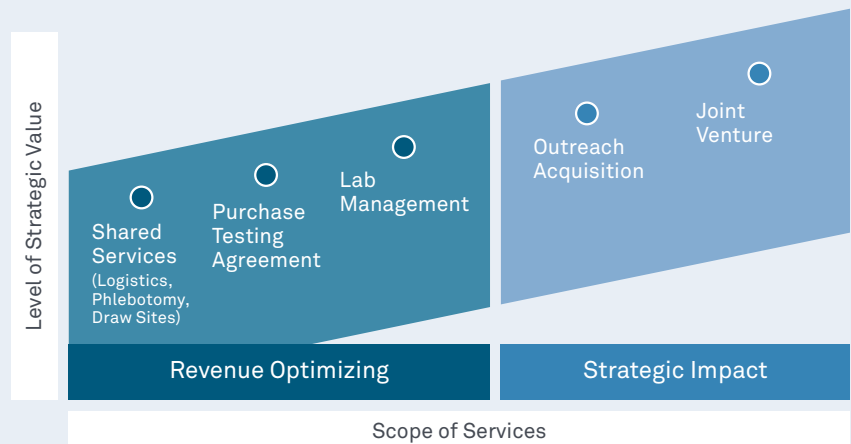 Level of Strategic Value
Shared
Services
(Logistics,
Phlebotomy,
Draw Sites)
Purchase
Testing
Agreement
Lab
Management
Outreach
Acquisition
Joint
Venture
Revenue Optimizing
Strategic Impact
Scope of Services